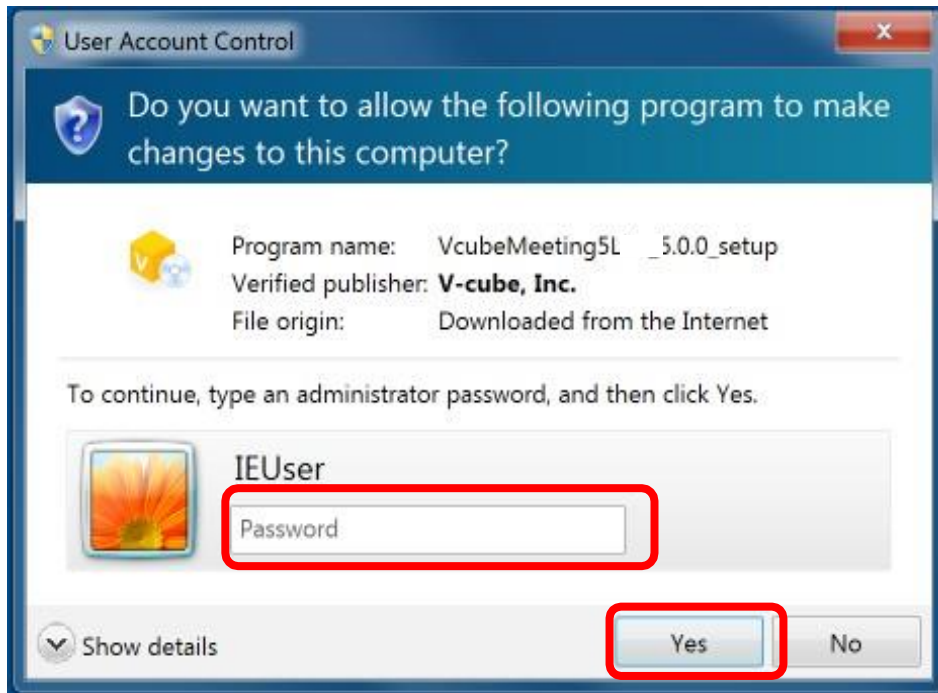 User Account Control
Do you want to allow the following program to make
changes to this computer?
V
Program name: VcubeMeeting5L _5.0.0_setup
Verified publisher: V-cube, Inc.
File origin: Downloaded from the Internet
To continue, type an administrator password, and then click Yes.
IEUser
Password
Show details Yes No